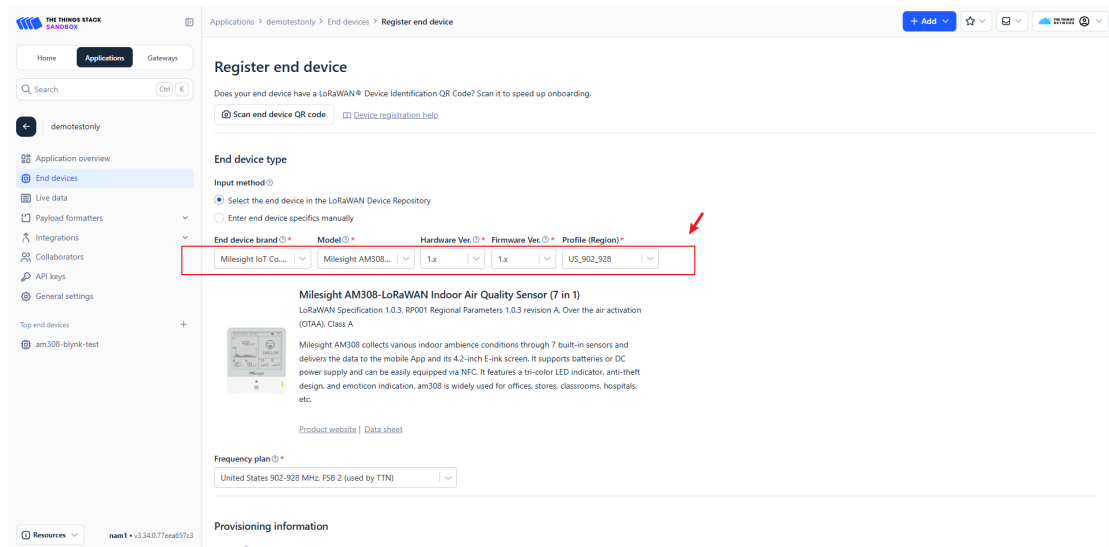 THE THINGS STACK
SANDBOX
Applications > demotestonly > End devices > Register end device
+ Add
THE THINGS
NETWORK
Home Applications Gateways
Search Ctrl K
demotestonly
Application overview
End devices
Live data
Payload formatters
Integrations
Collaborators
API keys
General settings
Top end devices +
am308-blynk-test
Register end device
Does your end device have a LoRaWAN® Device Identification QR Code? Scan it to speed up onboarding.
Scan end device QR code Device registration help
End device type
Input method
Select the end device in the LoRaWAN Device Repository
Enter end device specifics manually
End device brand * Model * Hardware Ver. * Firmware Ver. * Profile (Region) *
Milesight IoT Co.... Milesight AM308... 1.x 1.x US_902_928
Milesight AM308-LoRaWAN Indoor Air Quality Sensor (7 in 1)
LoRaWAN Specification 1.0.3, RP001 Regional Parameters 1.0.3 revision A, Over the air activation
(OTAA), Class A
Milesight AM308 collects various indoor ambience conditions through 7 built-in sensors and
delivers the data to the mobile App and its 4.2-inch E-ink screen. It supports batteries or DC
power supply and can be easily equipped via NFC. It features a tri-color LED indicator, anti-theft
design, and emoticon indication. am308 is widely used for offices, stores, classrooms, hospitals,
etc.
Product website | Data sheet
Frequency plan *
United States 902-928 MHz, FSB 2 (used by TTN)
Provisioning information
Resources nam1 • v3.34.0.77eea657c3